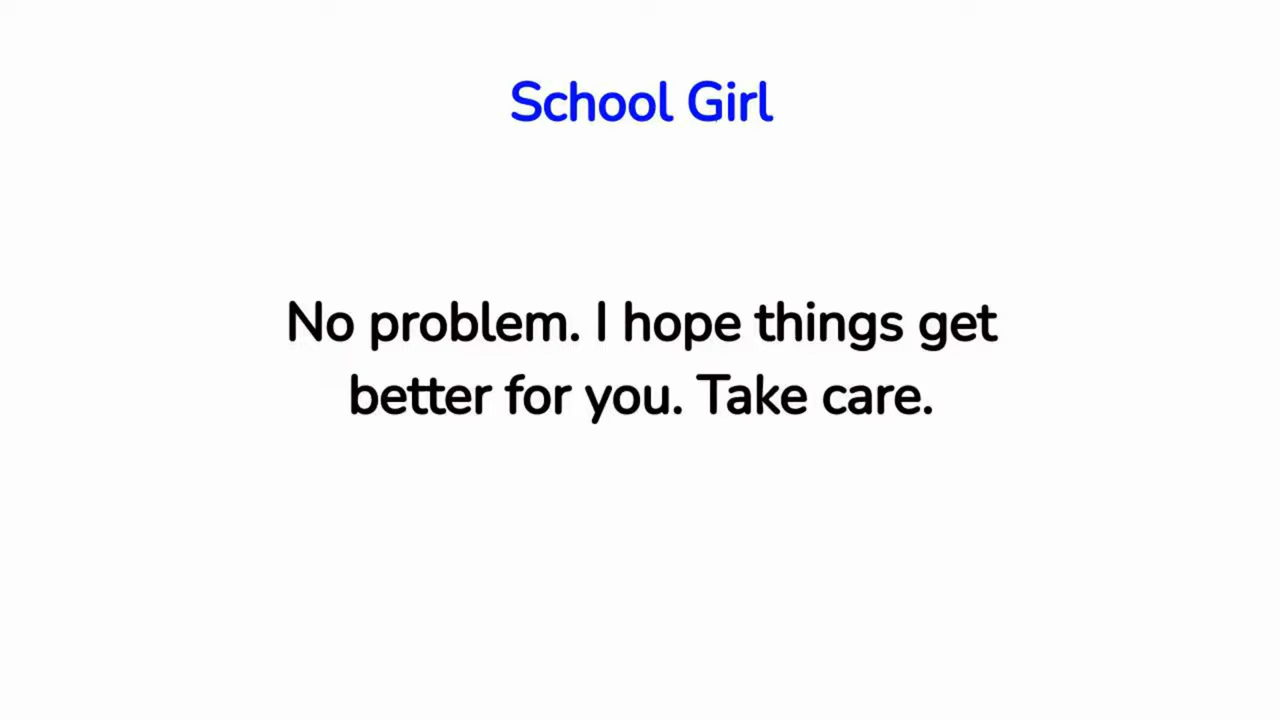 School Girl
No problem. I hope things get
better for you. Take care.